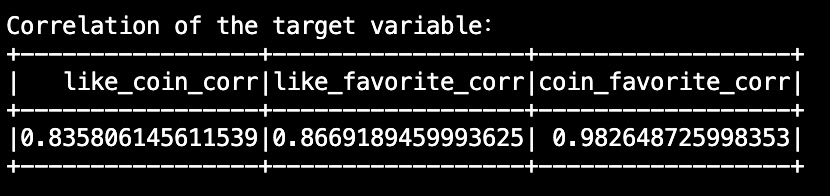 Correlation of the target variable:
+------------------+------------------+------------------+
|   like_coin_corr|like_favorite_corr|coin_favorite_corr|
+------------------+------------------+------------------+
|0.835806145611539|0.8669189459993625| 0.982648725998353|
+------------------+------------------+------------------+